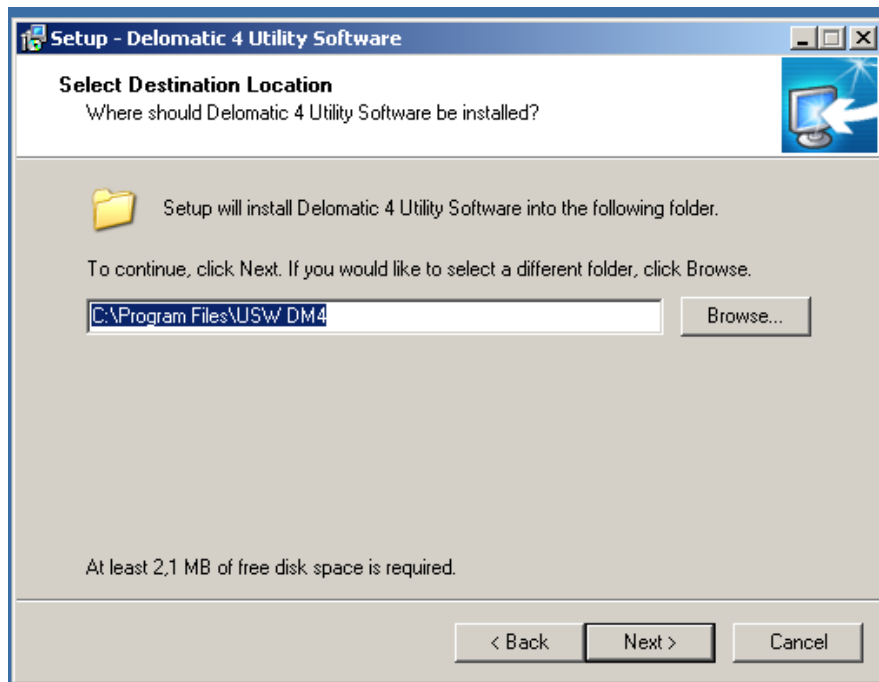 Setup - Delomatic 4 Utility Software
Select Destination Location
Where should Delomatic 4 Utility Software be installed?
Setup will install Delomatic 4 Utility Software into the following folder.
To continue, click Next. If you would like to select a different folder, click Browse.
C:\Program Files\USW DM4
Browse...
At least 2,1 MB of free disk space is required.
< Back
Next >
Cancel